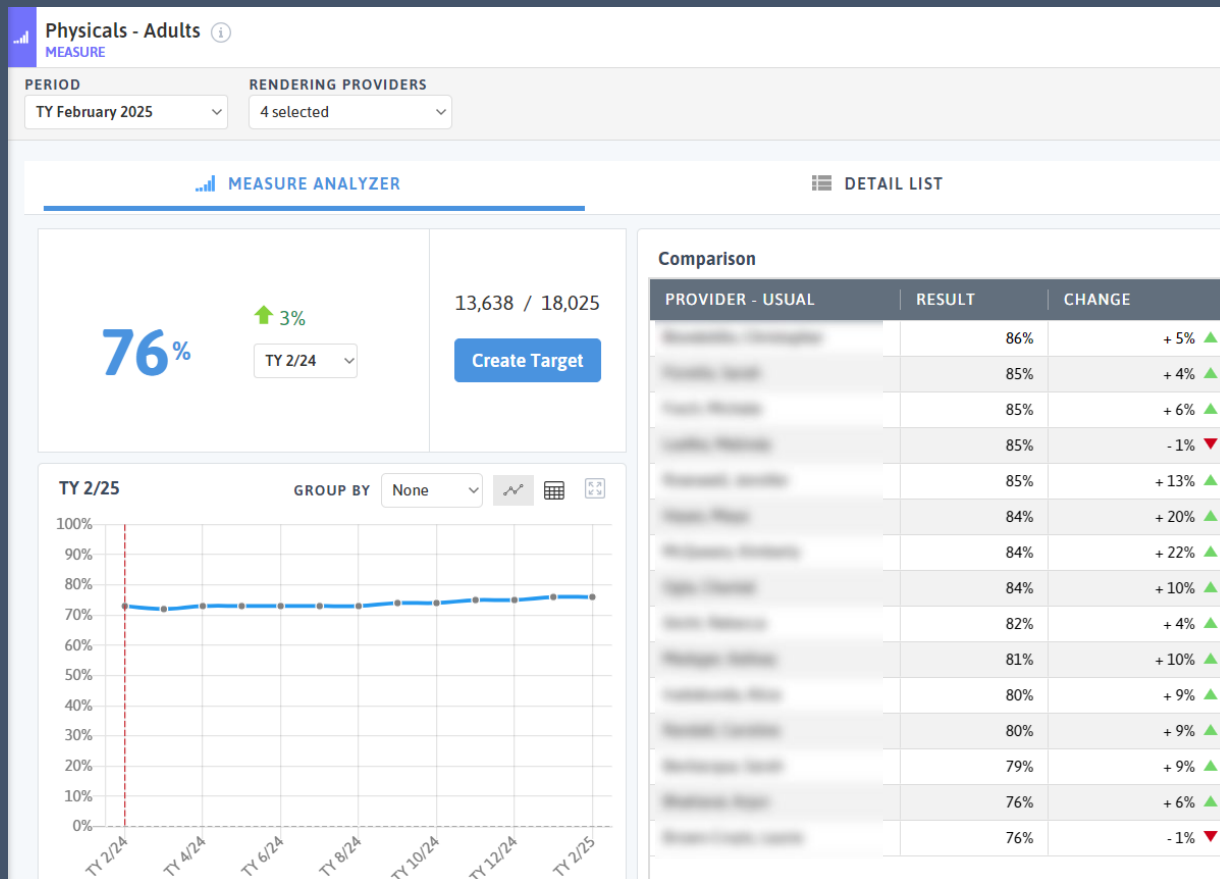 Physicals - Adults
MEASURE
PERIOD
RENDERING PROVIDERS
TY February 2025
4 selected
MEASURE ANALYZER
DETAIL LIST
76%
3%
TY 2/24
13,638 / 18,025
Create Target
TY 2/25
GROUP BY
None
100%
90%
80%
70%
60%
50%
40%
30%
20%
10%
0%
TY 2/24
TY 4/24
TY 6/24
TY 8/24
TY 10/24
TY 12/24
TY 2/25
Comparison
PROVIDER - USUAL RESULT CHANGE
86% + 5%
85% + 4%
85% + 6%
85% - 1%
85% + 13%
84% + 20%
84% + 22%
84% + 10%
82% + 4%
81% + 10%
80% + 9%
80% + 9%
79% + 9%
76% + 6%
76% - 1%